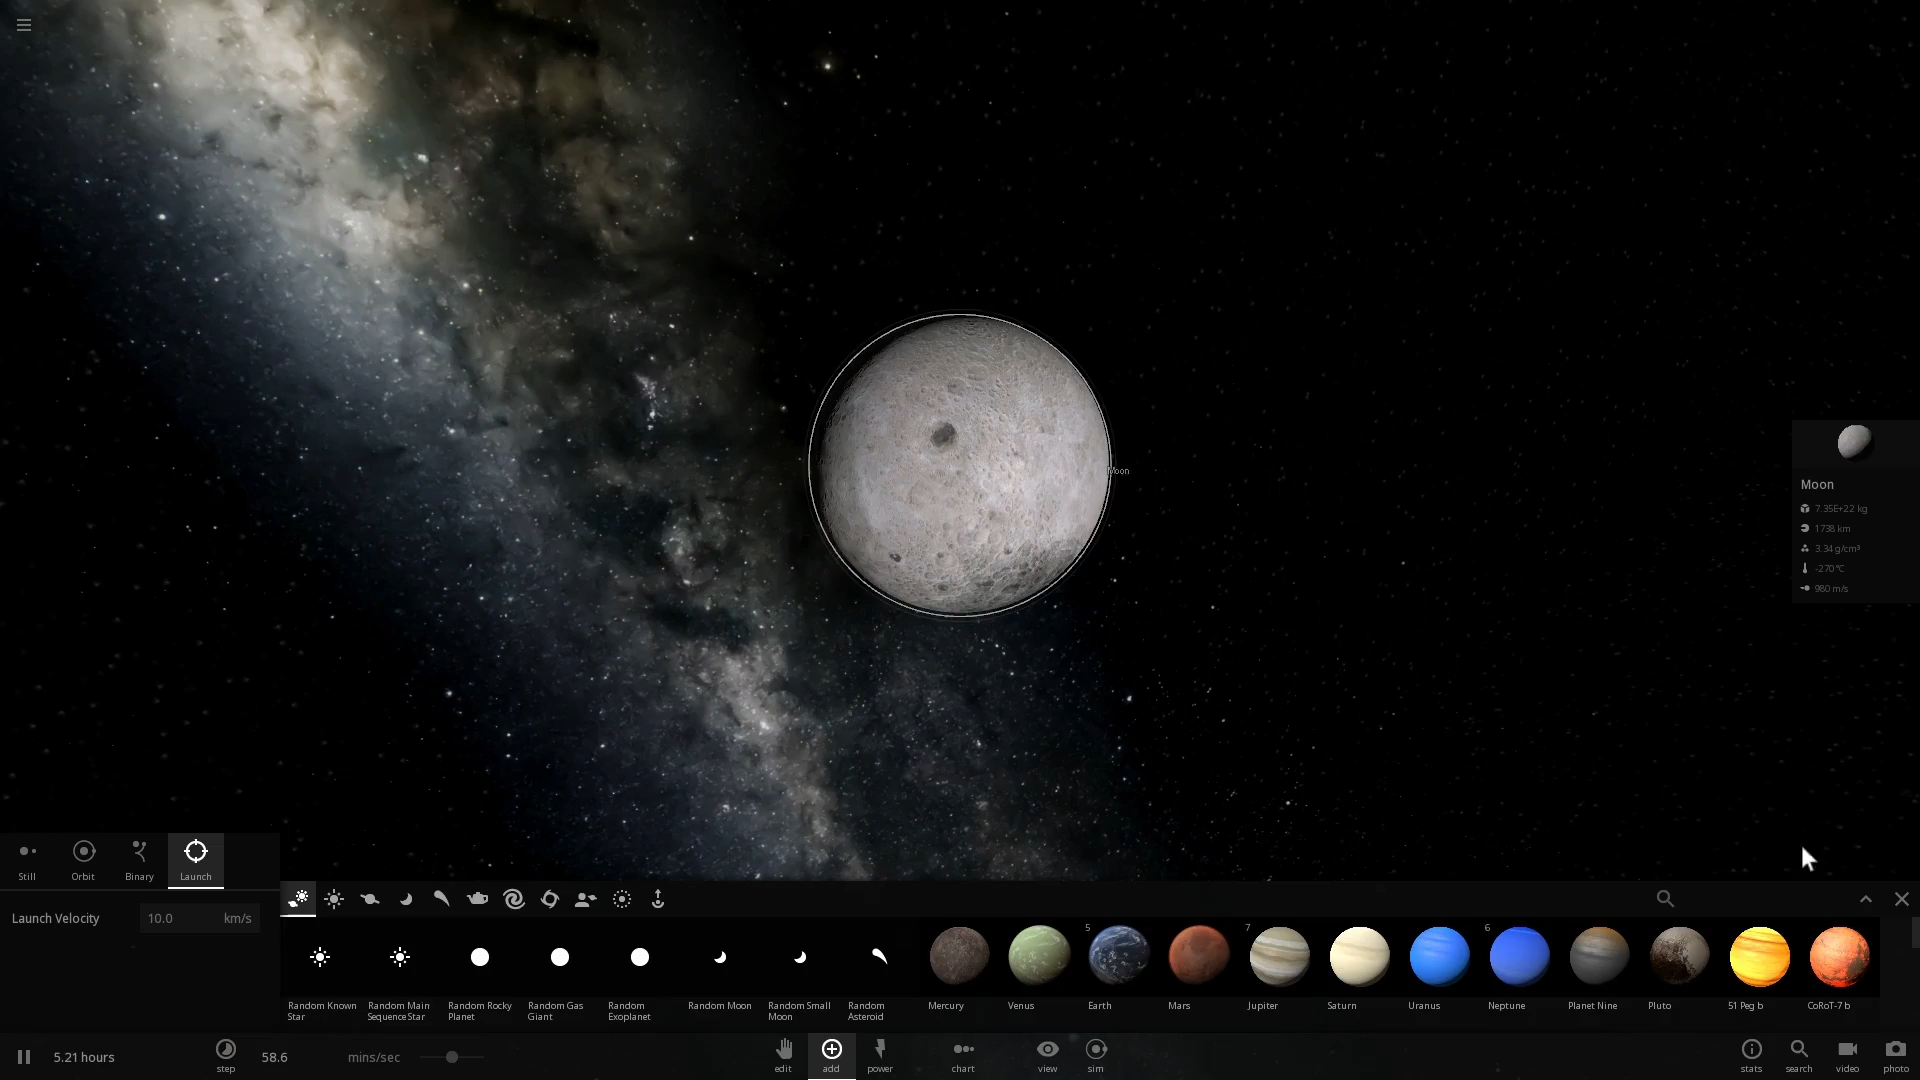 Moon
Moon
7.35E+22 kg
1738 km
3.34 g/cm³
-270 °C
980 m/s
Still
Orbit
Binary
Launch
Launch Velocity
10.0
km/s
5
7
6
Random Known
Star
Random Main
Sequence Star
Random Rocky
Planet
Random Gas
Giant
Random
Exoplanet
Random Moon
Random Small
Moon
Random
Asteroid
Mercury
Venus
Earth
Mars
Jupiter
Saturn
Uranus
Neptune
Planet Nine
Pluto
51 Peg b
CoRoT-7 b
5.21 hours
step
58.6
mins/sec
edit
add
power
chart
view
sim
stats
search
video
photo